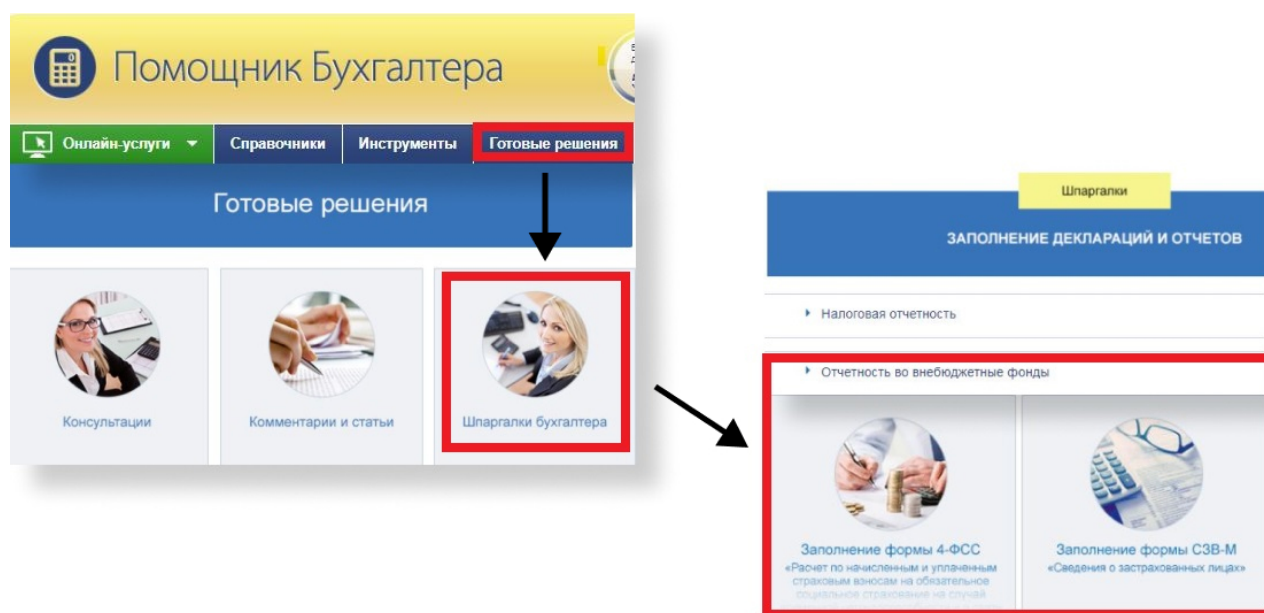 Помощник Бухгалтера
Онлайн-услуги
Справочники
Инструменты
Готовые решения
Готовые решения
Консультации
Комментарии и статьи
Шпаргалки бухгалтера
Шпаргалки
ЗАПОЛНЕНИЕ ДЕКЛАРАЦИЙ И ОТЧЕТОВ
Налоговая отчетность
Отчетность во внебюджетные фонды
Заполнение формы 4-ФСС
«Расчет по начисленным и уплаченным
страховым взносам на обязательное
социальное страхование на случай
Заполнение формы СЗВ-М
«Сведения о застрахованных лицах»